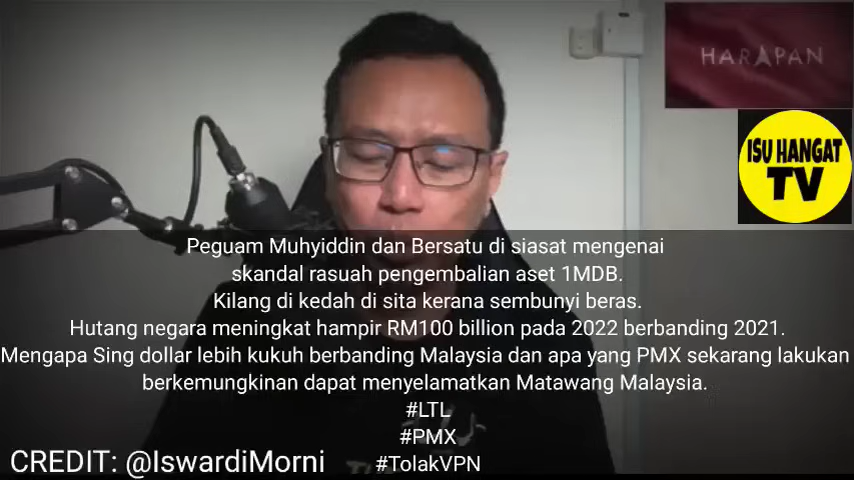 HARAPAN
ISU HANGAT
TV
Peguam Muhyiddin dan Bersatu di siasat mengenai
skandal rasuah pengembalian aset 1MDB.
Kilang di kedah di sita kerana sembunyi beras.
Hutang negara meningkat hampir RM100 billion pada 2022 berbanding 2021.
Mengapa Sing dollar lebih kukuh berbanding Malaysia dan apa yang PMX sekarang lakukan
berkemungkinan dapat menyelamatkan Matawang Malaysia.
#LTL
#PMX
#TolakVPN
CREDIT: @IswardiMorni